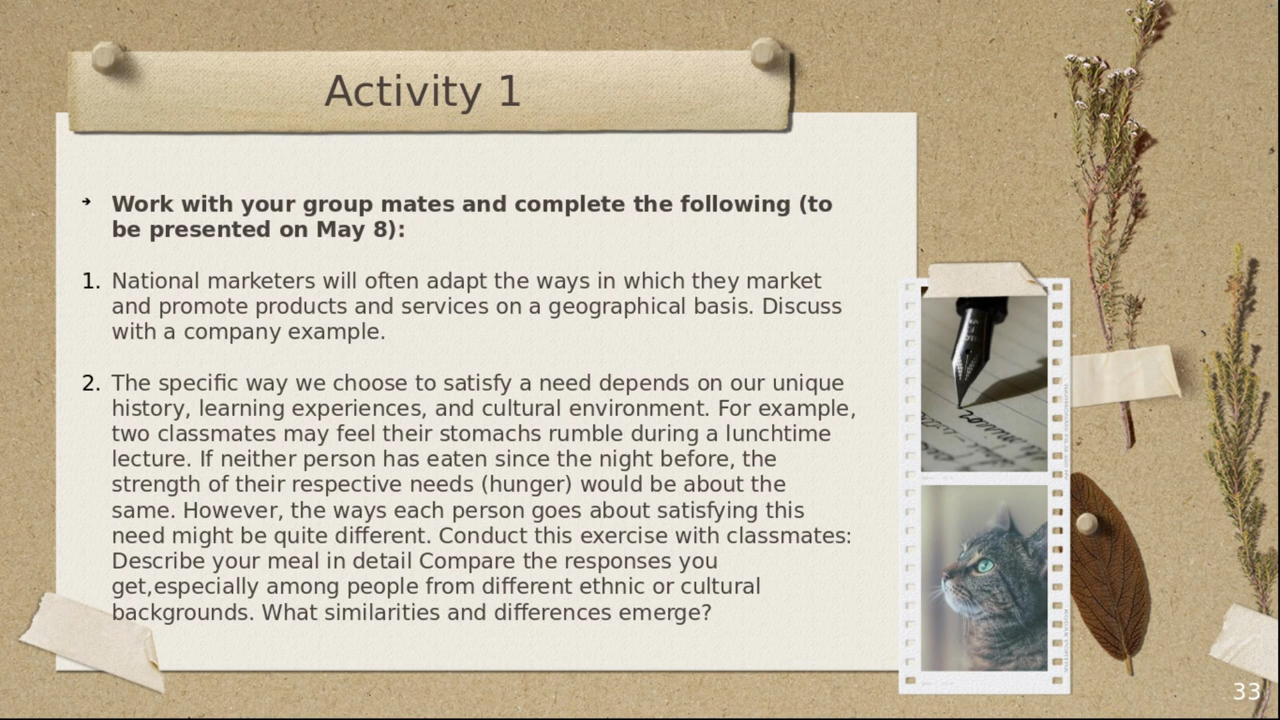 Activity 1
➔ Work with your group mates and complete the following (to
be presented on May 8):
1. National marketers will often adapt the ways in which they market
and promote products and services on a geographical basis. Discuss
with a company example.
2. The specific way we choose to satisfy a need depends on our unique
history, learning experiences, and cultural environment. For example,
two classmates may feel their stomachs rumble during a lunchtime
lecture. If neither person has eaten since the night before, the
strength of their respective needs (hunger) would be about the
same. However, the ways each person goes about satisfying this
need might be quite different. Conduct this exercise with classmates:
Describe your meal in detail Compare the responses you
get,especially among people from different ethnic or cultural
backgrounds. What similarities and differences emerge?
33